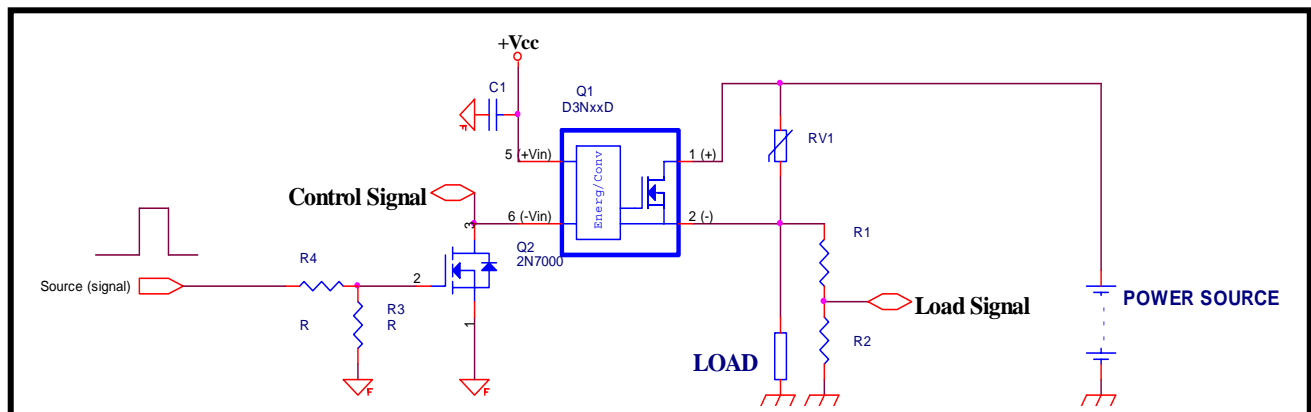 +Vcc
C1
Q1
D3NxxD
F
5 (+Vin)
Energ/Conv
1 (+)
RV1
Control Signal
3
6 (-Vin)
2 (-)
Q2
2N7000
R1
R4
2
Source (signal)
R3
R
R
1
Load Signal
POWER SOURCE
R2
LOAD
F
F